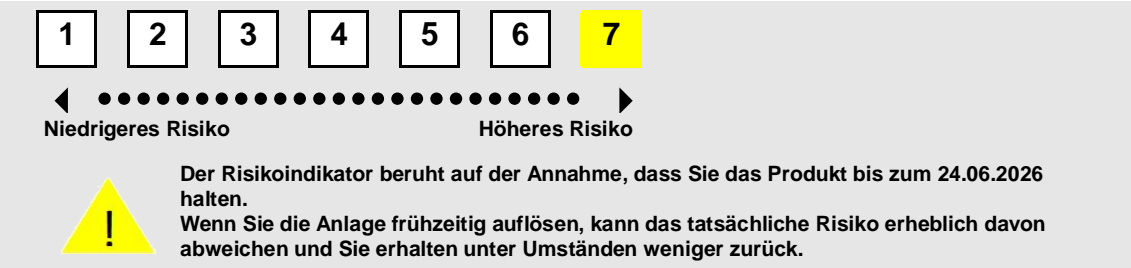 1 2 3 4 5 6 7
Niedrigeres Risiko Höheres Risiko
Der Risikoindikator beruht auf der Annahme, dass Sie das Produkt bis zum 24.06.2026
halten.
Wenn Sie die Anlage frühzeitig auflösen, kann das tatsächliche Risiko erheblich davon
abweichen und Sie erhalten unter Umständen weniger zurück.
!